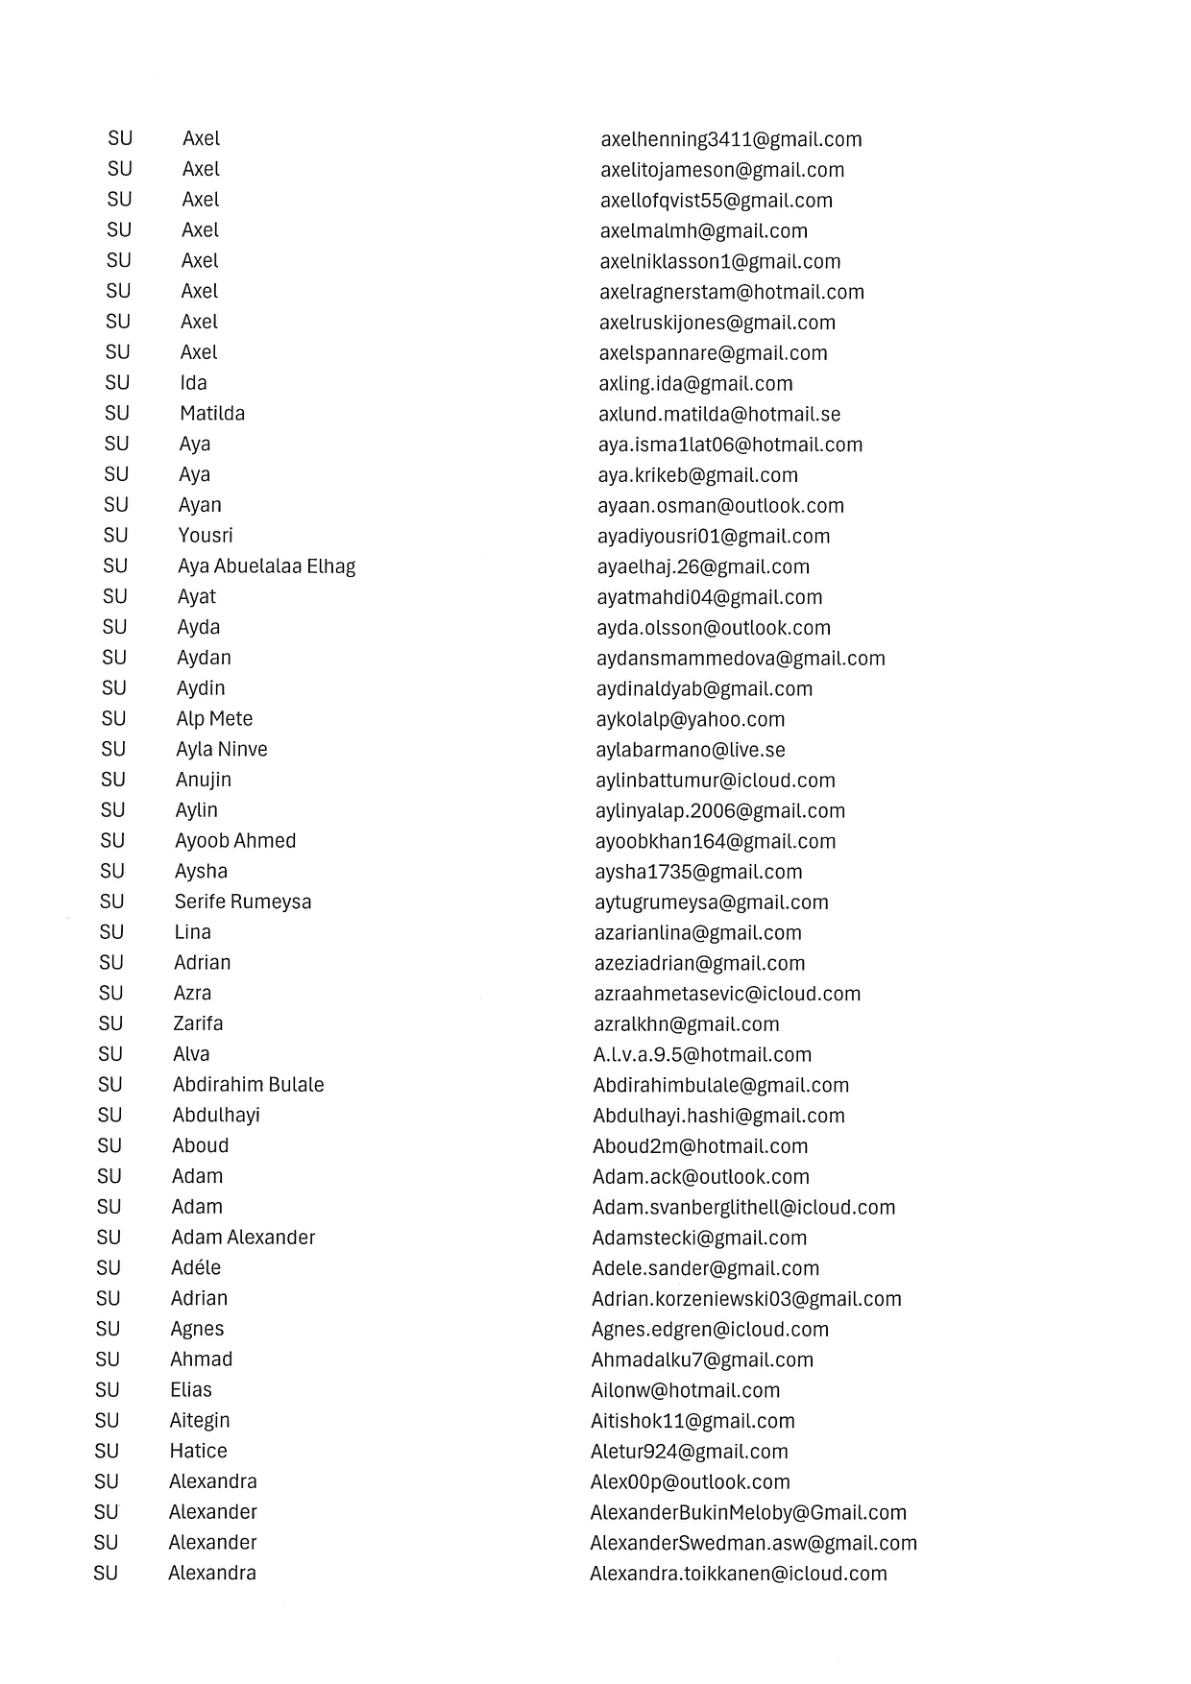 SU Axel axelhenning3411@gmail.com
SU Axel axelitojameson@gmail.com
SU Axel axellofqvist55@gmail.com
SU Axel axelmalmh@gmail.com
SU Axel axelniklasson1@gmail.com
SU Axel axelragnerstam@hotmail.com
SU Axel axelruskijones@gmail.com
SU Axel axelspannare@gmail.com
SU Ida axling.ida@gmail.com
SU Matilda axlund.matilda@hotmail.se
SU Aya aya.isma1lat06@hotmail.com
SU Aya aya.krikeb@gmail.com
SU Ayan ayaan.osman@outlook.com
SU Yousri ayadiyousri01@gmail.com
SU Aya Abuelalaa Elhag ayaelhaj.26@gmail.com
SU Ayat ayatmahdi04@gmail.com
SU Ayda ayda.olsson@outlook.com
SU Aydan aydansmammedova@gmail.com
SU Aydin aydinaldyab@gmail.com
SU Alp Mete aykolalp@yahoo.com
SU Ayla Ninve aylabarmano@live.se
SU Anujin aylinbattumur@icloud.com
SU Aylin aylinyalap.2006@gmail.com
SU Ayoob Ahmed ayoobkhan164@gmail.com
SU Aysha aysha1735@gmail.com
SU Serife Rumeysa aytugrumeysa@gmail.com
SU Lina azarianlina@gmail.com
SU Adrian azeziadrian@gmail.com
SU Azra azraahmetasevic@icloud.com
SU Zarifa azralkhn@gmail.com
SU Alva A.l.v.a.9.5@hotmail.com
SU Abdirahim Bulale Abdirahimbulale@gmail.com
SU Abdulhayi Abdulhayi.hashi@gmail.com
SU Aboud Aboud2m@hotmail.com
SU Adam Adam.ack@outlook.com
SU Adam Adam.svanberglithell@icloud.com
SU Adam Alexander Adamstecki@gmail.com
SU Adéle Adele.sander@gmail.com
SU Adrian Adrian.korzeniewski03@gmail.com
SU Agnes Agnes.edgren@icloud.com
SU Ahmad Ahmadalku7@gmail.com
SU Elias Ailonw@hotmail.com
SU Aitegin Aitishok11@gmail.com
SU Hatice Aletur924@gmail.com
SU Alexandra Alex00p@outlook.com
SU Alexander AlexanderBukinMeloby@Gmail.com
SU Alexander AlexanderSwedman.asw@gmail.com
SU Alexandra Alexandra.toikkanen@icloud.com